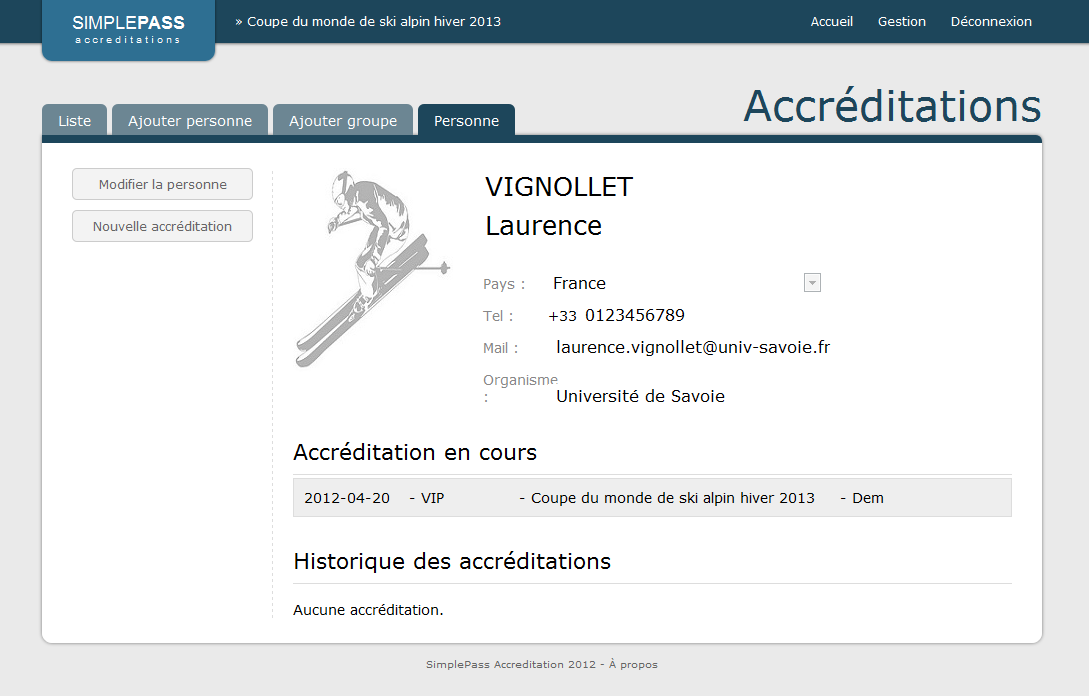 SIMPLEPASS
accreditations
» Coupe du monde de ski alpin hiver 2013
Accueil Gestion Déconnexion
Accréditations
Liste Ajouter personne Ajouter groupe Personne
Modifier la personne
Nouvelle accréditation
VIGNOLLET
Laurence
Pays : France
Tel : +33 0123456789
Mail : laurence.vignollet@univ-savoie.fr
Organisme
: Université de Savoie
Accréditation en cours
2012-04-20 - VIP - Coupe du monde de ski alpin hiver 2013 - Dem
Historique des accréditations
Aucune accréditation.
SimplePass Accreditation 2012 - À propos